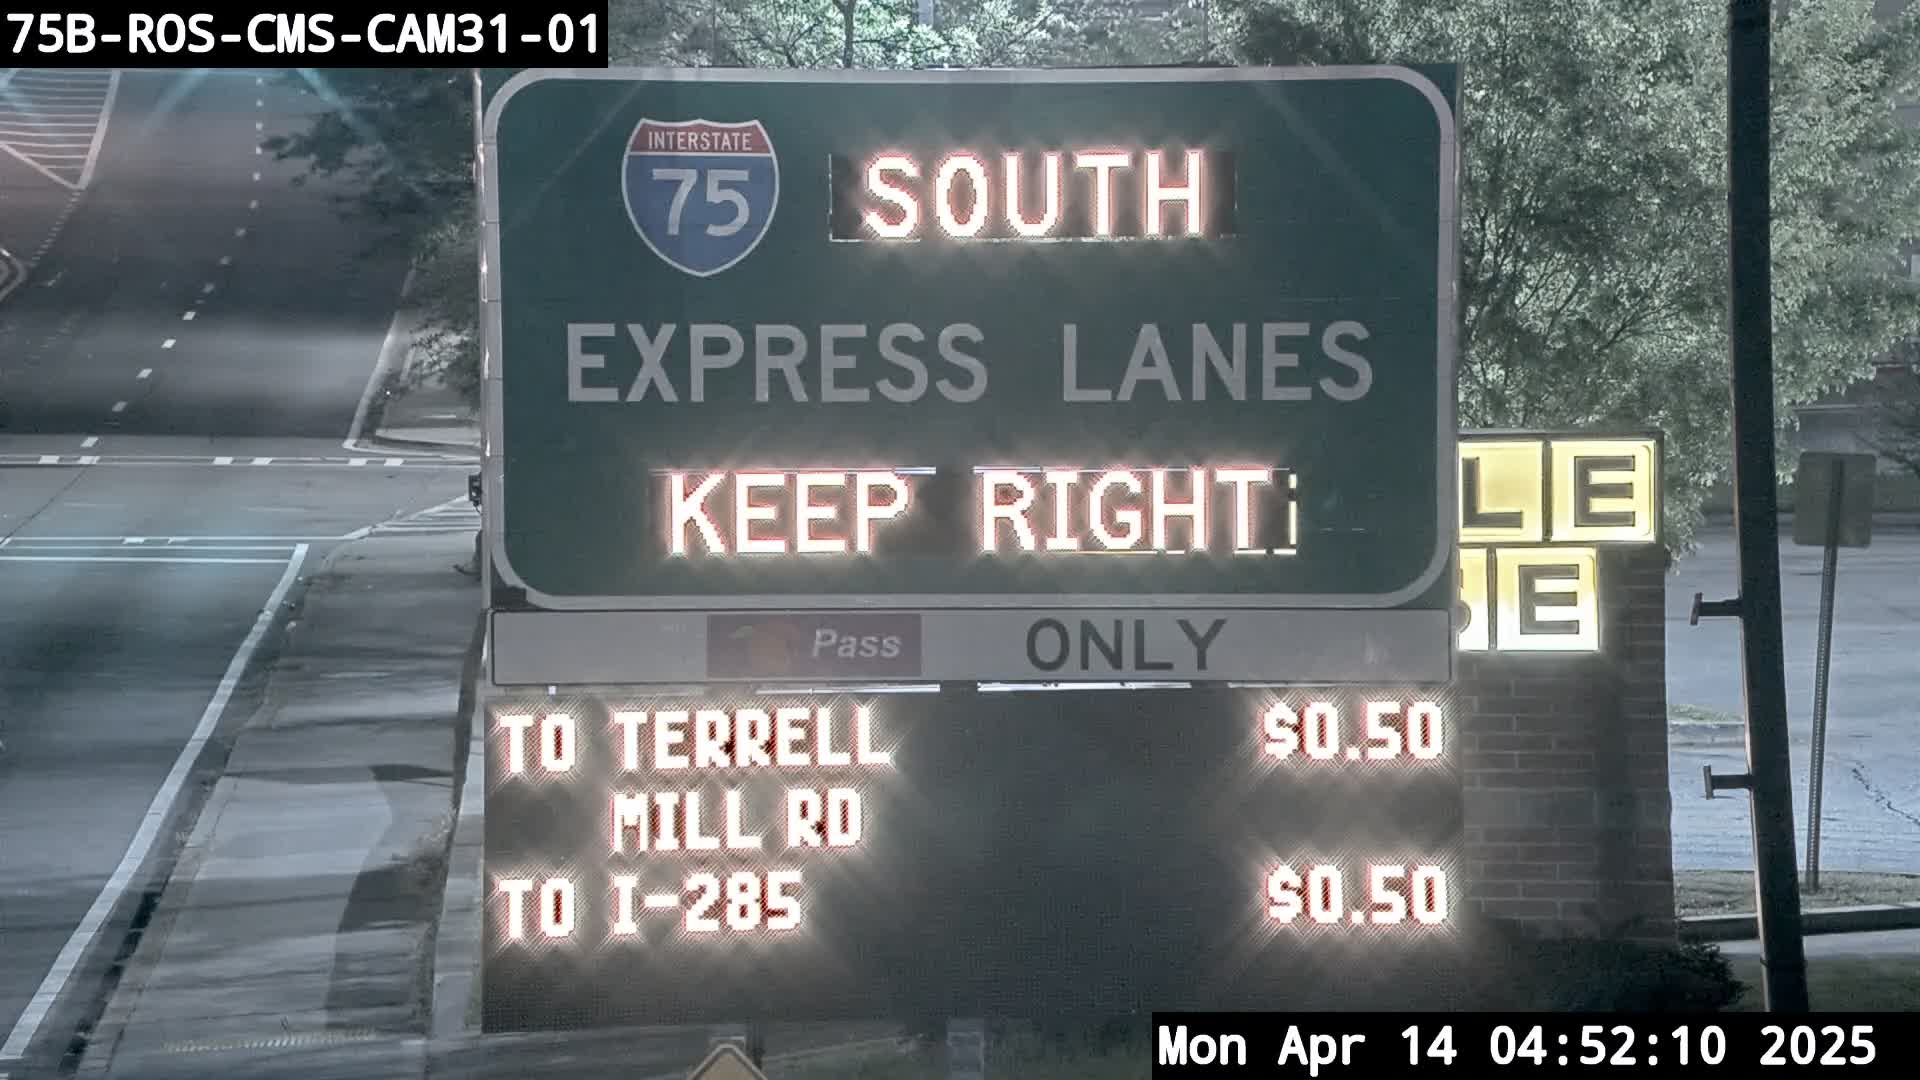 75B-ROS-CMS-CAM31-01
INTERSTATE
75
SOUTH
EXPRESS LANES
KEEP RIGHT
Pass ONLY
TO TERRELL $0.50
MILL RD
TO I-285 $0.50
LE
E
Mon Apr 14 04:52:10 2025